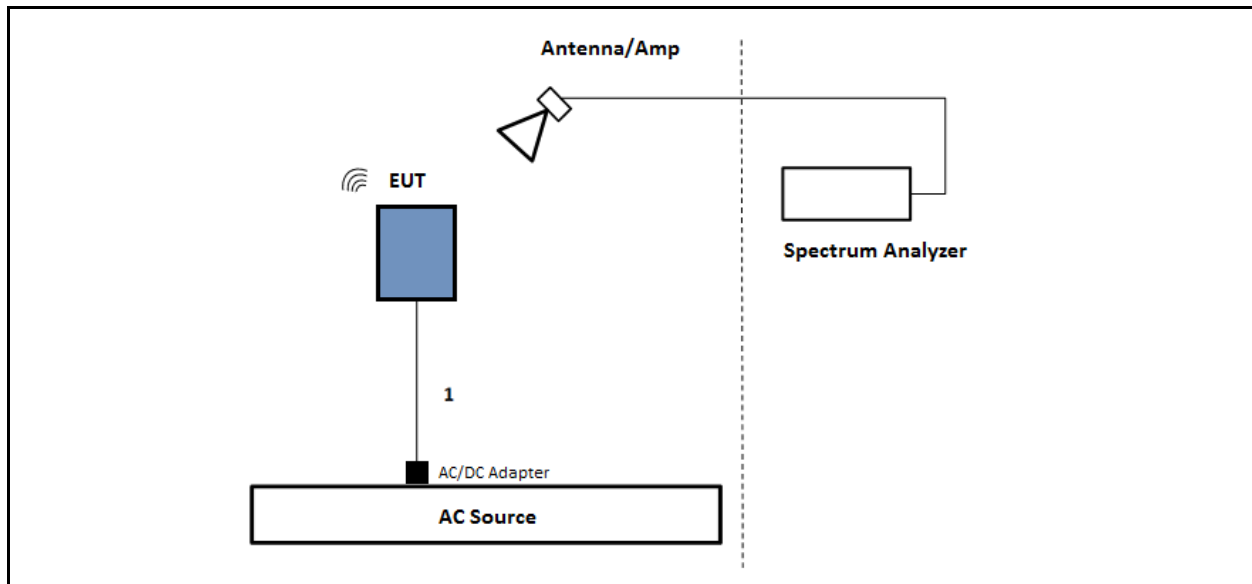 Antenna/Amp
EUT
Spectrum Analyzer
1
AC/DC Adapter
AC Source